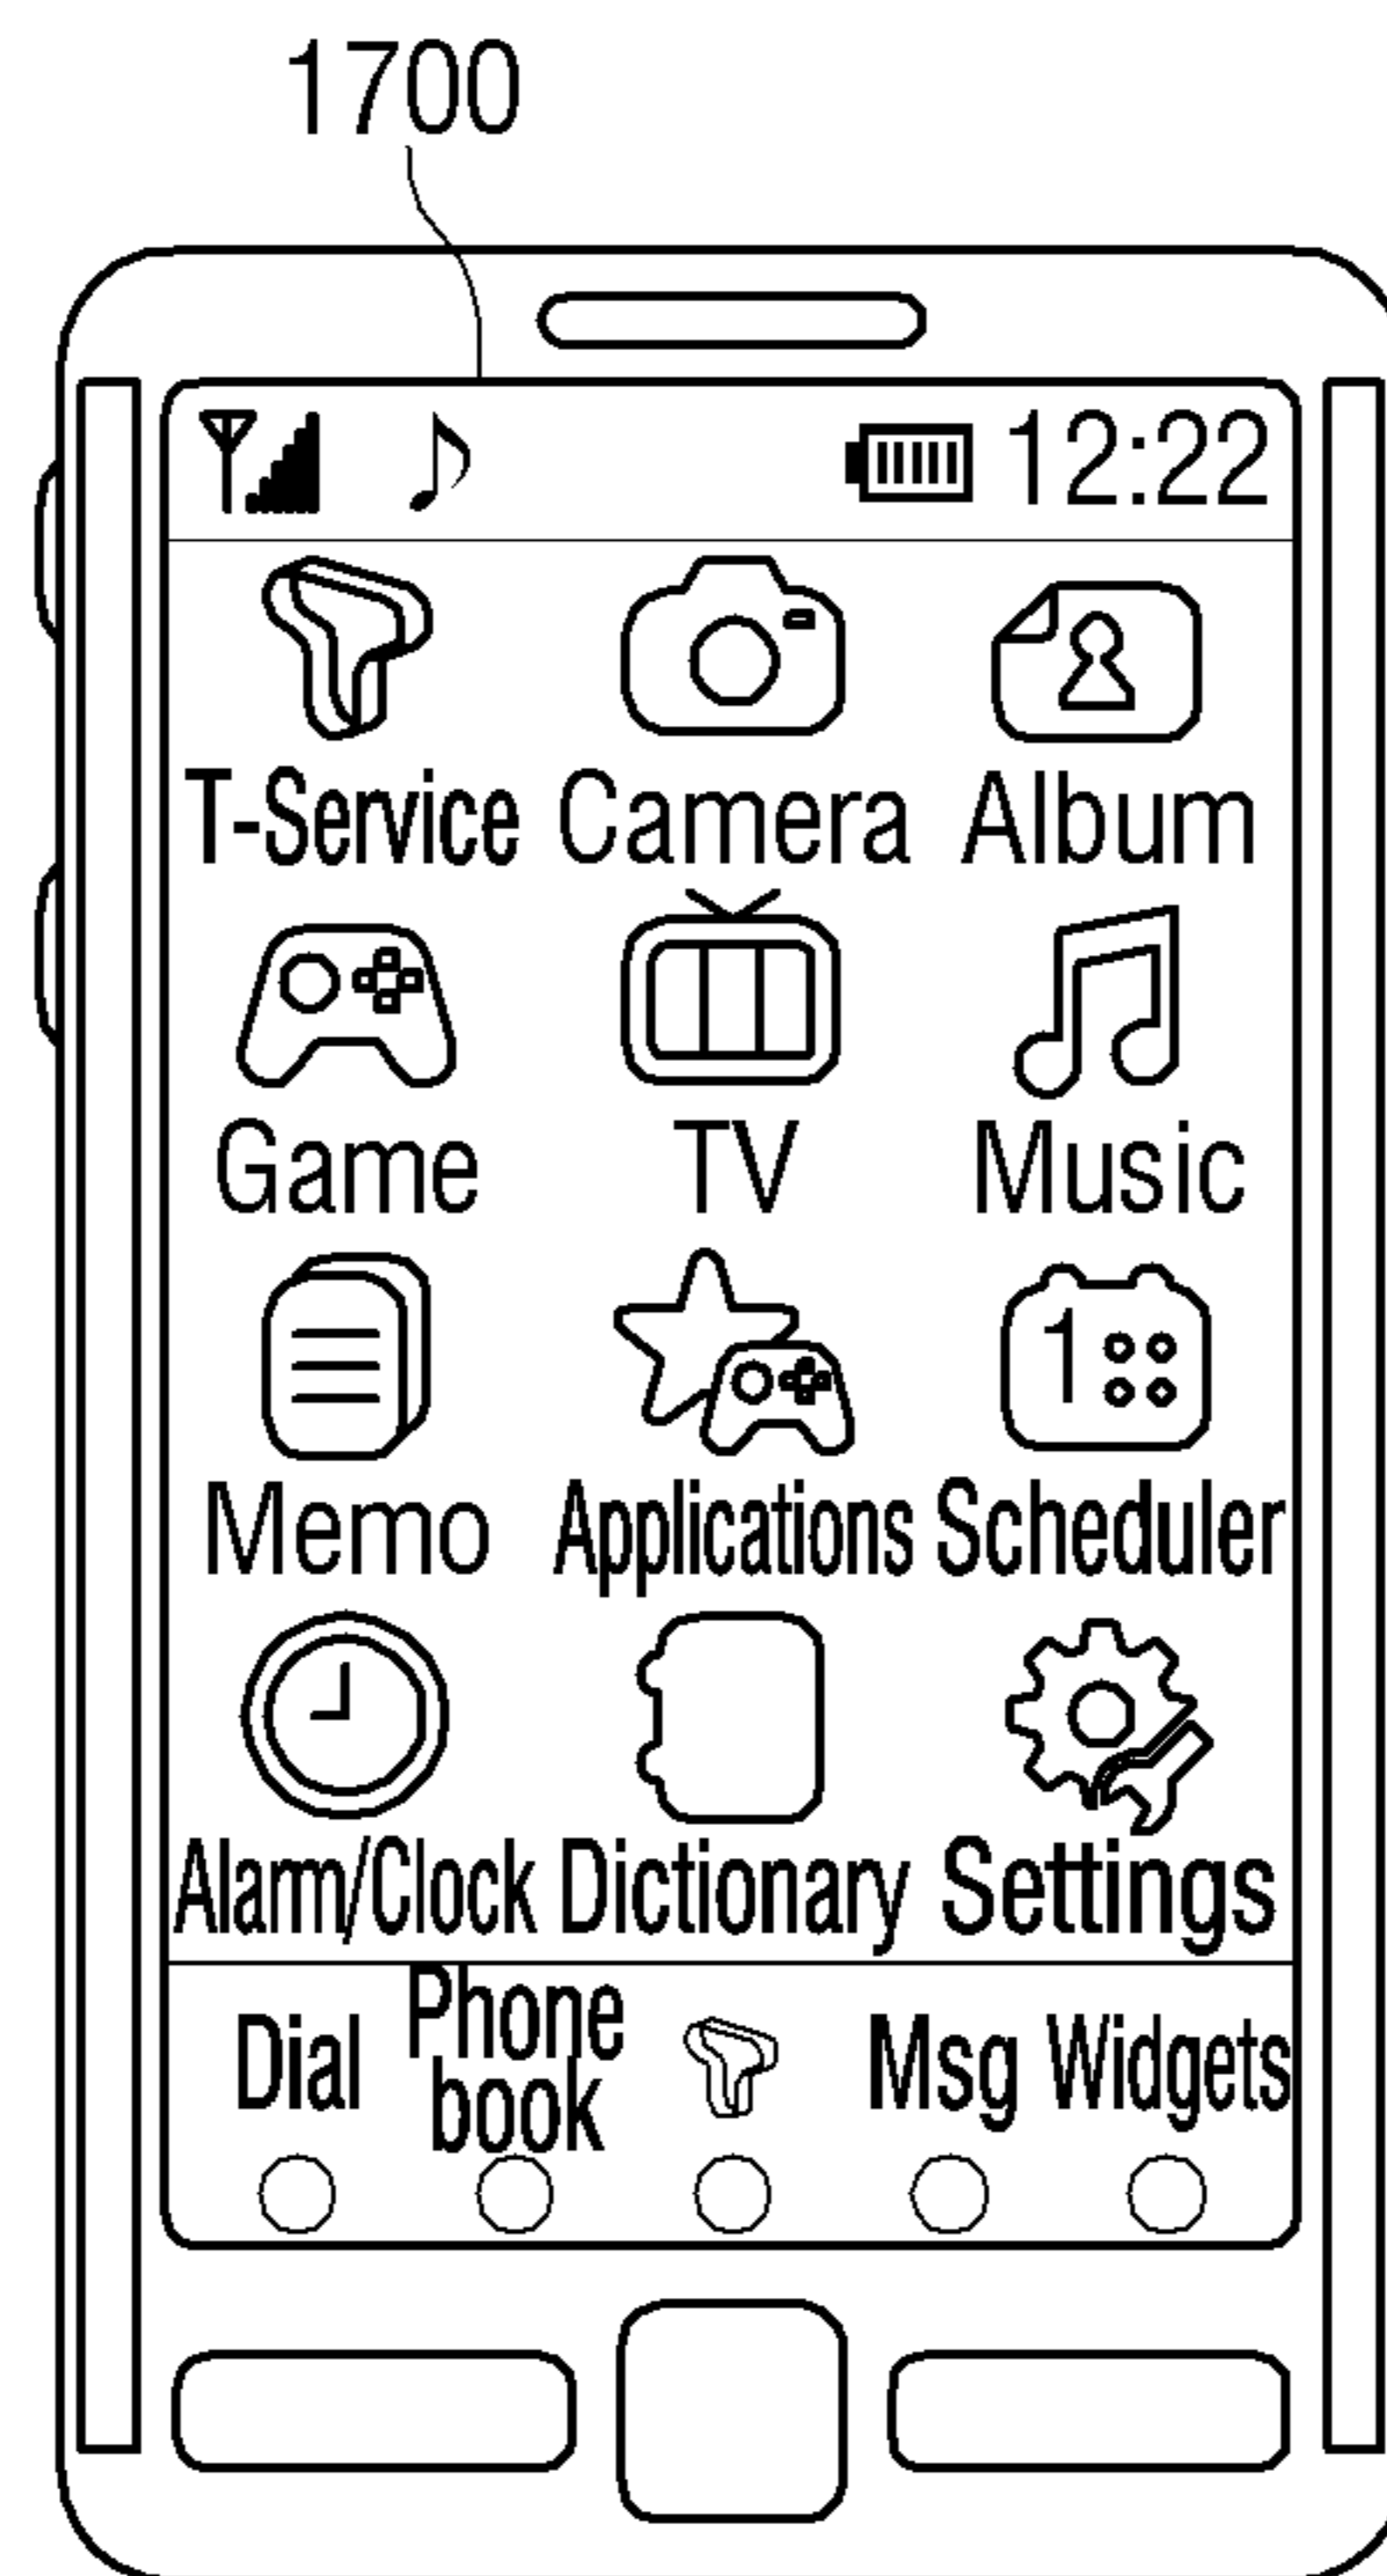 1700
12:22
T-Service Camera Album
Game TV Music
Memo Applications Scheduler
1
Alarm/Clock Dictionary Settings
Dial Phone book Msg Widgets